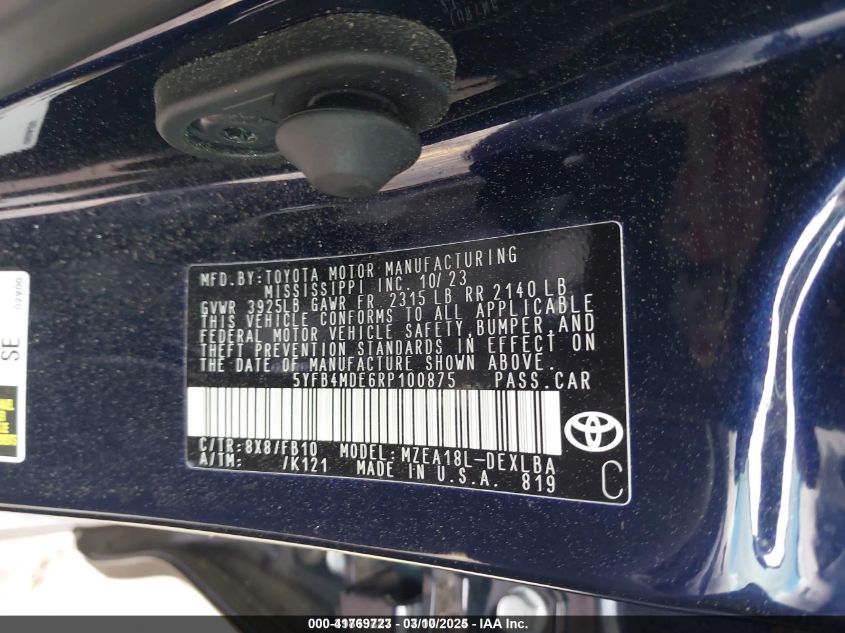 MFD.BY:TOYOTA MOTOR MANUFACTURING
MISSISSIPPI INC. 10/23
GVWR 3925LB GAWR FR. 2315 LB RR 2140 LB
THIS VEHICLE CONFORMS TO ALL APPLICABLE
FEDERAL MOTOR VEHICLE SAFETY,BUMPER,AND
THEFT PREVENTION STANDARDS IN EFFECT ON
THE DATE OF MANUFACTURE SHOWN ABOVE.
5YFB4MDE6RP100875 PASS.CAR
C/TR:8X8/FB10 MODEL:MZEA18L-DEXLBA
A/TM: /K121 MADE IN U.S.A. 819
C
SE
02A00
000-41769723 - 03/10/2025 - IAA Inc.